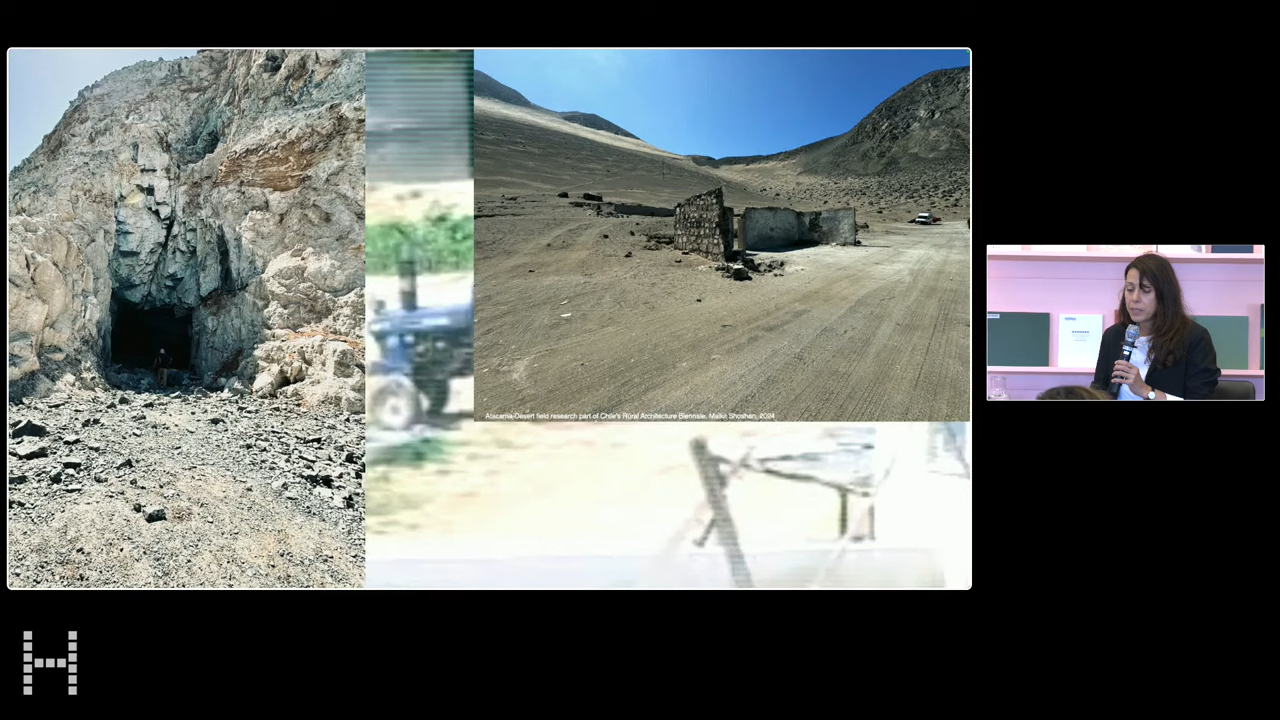 Atacama Desert field research part of Chile's Rural Architecture Biennale, Malkit Shoshan, 2024
H